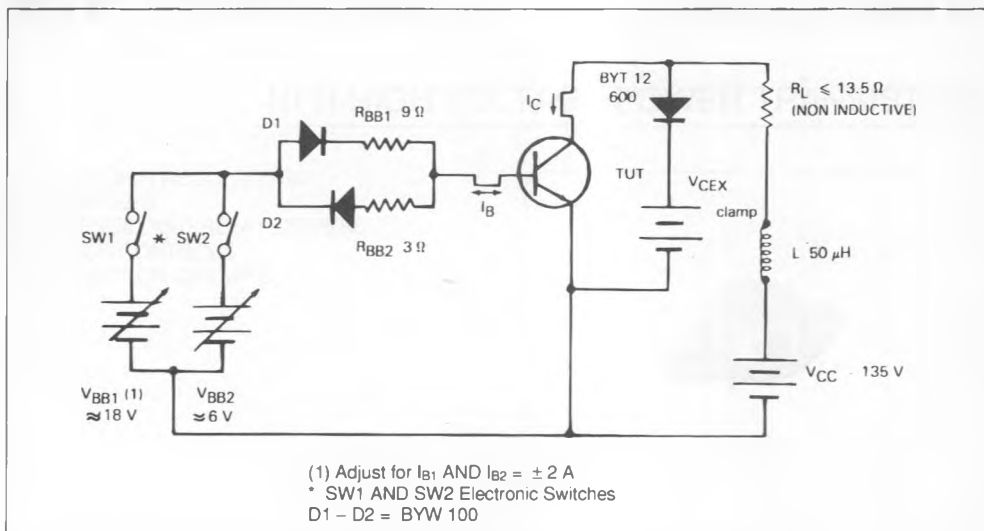 BYT 12
600
I_C
R_L ⩽ 13.5 Ω
(NON INDUCTIVE)
D1
R_BB1 9 Ω
TUT
V_CEX
clamp
I_B
D2
R_BB2 3 Ω
SW1 * SW2
L 50 μH
V_CC - 135 V
V_BB1 (1)
≈ 18 V
V_BB2
≈ 6 V
(1) Adjust for I_B1 AND I_B2 = ± 2 A
* SW1 AND SW2 Electronic Switches
D1 – D2 = BYW 100